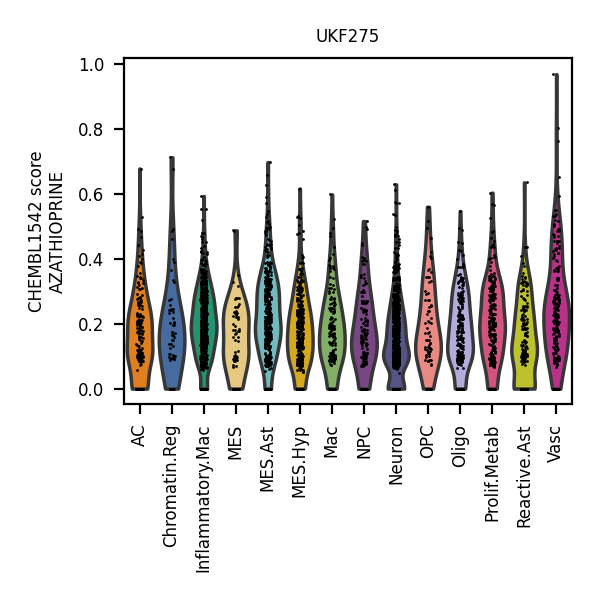 UKF275
CHEMBL1542 score
AZATHIOPRINE
1.0
0.8
0.6
0.4
0.2
0.0
AC
Chromatin.Reg
Inflammatory.Mac
MES
MES.Ast
MES.Hyp
Mac
NPC
Neuron
OPC
Oligo
Prolif.Metab
Reactive.Ast
Vasc